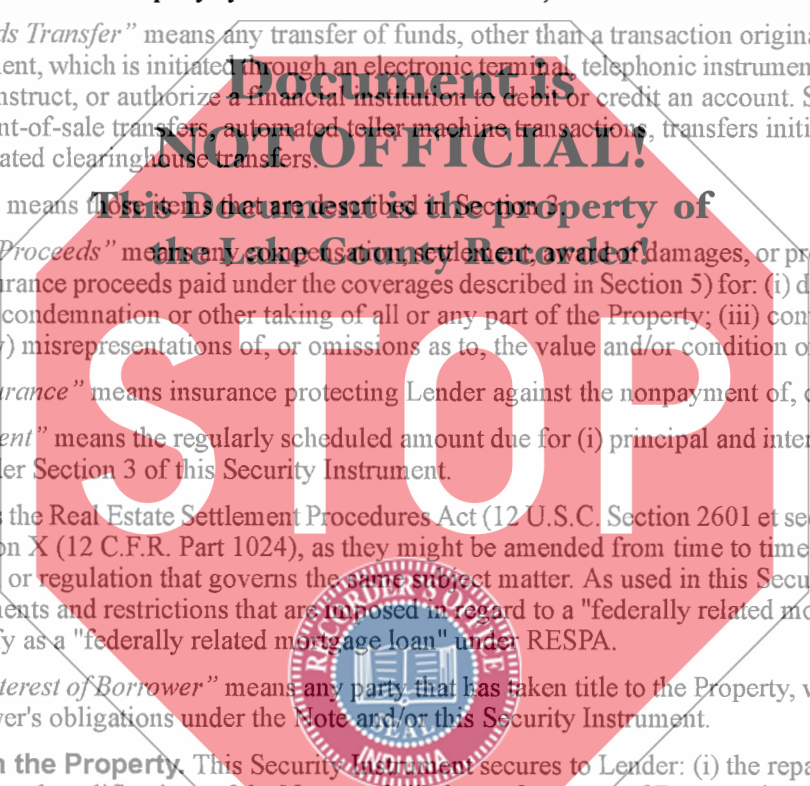 ds Transfer” means any transfer of funds, other than a transaction origina
ent, which is initiated through an electronic terminal, telephonic instrumen
nstruct, or authorize a financial institution to debit or credit an account. S
nt-of-sale transfers, automated teller machine transactions, transfers initi
ated clearinghouse transfers.
Document is
NOT OFFICIAL!
This Document is the property of
the Lake County Recorder!
means those items that are described in Section 3.
Proceeds” means any compensation, settlement, award of damages, or pr
urance proceeds paid under the coverages described in Section 5) for: (i) d
condemnation or other taking of all or any part of the Property; (iii) con
v) misrepresentations of, or omissions as to, the value and/or condition o
urance” means insurance protecting Lender against the nonpayment of, o
ent” means the regularly scheduled amount due for (i) principal and inter
der Section 3 of this Security Instrument.
STOP
s the Real Estate Settlement Procedures Act (12 U.S.C. Section 2601 et se
on X (12 C.F.R. Part 1024), as they might be amended from time to time
or regulation that governs the same subject matter. As used in this Secu
ments and restrictions that are imposed in regard to a "federally related mo
fy as a "federally related mortgage loan" under RESPA.
RECORDER'S OFFICE
SEAL
INDIANA
terest of Borrower” means any party that has taken title to the Property, w
wer's obligations under the Note and/or this Security Instrument.
n the Property. This Security Instrument secures to Lender: (i) the repa